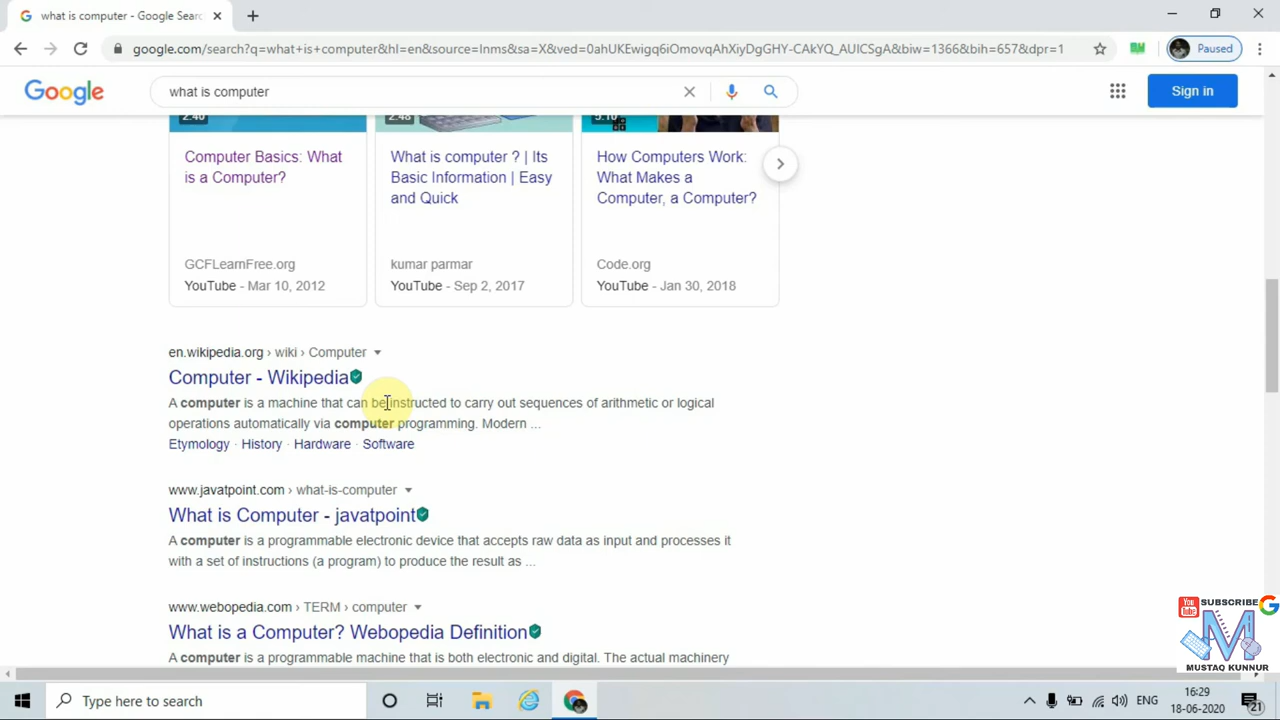 what is computer - Google Searc
google.com/search?q=what+is+computer&hl=en&source=lnms&sa=X&ved=0ahUKEwigq6iOmovqAhXiyDgGHY-CAkYQ_AUICSgA&biw=1366&bih=657&dpr=1
Paused
Google
what is computer
Sign in
2:40
2:48
5:10
Computer Basics: What
is a Computer?
GCFLearnFree.org
YouTube - Mar 10, 2012
What is computer ? | Its
Basic Information | Easy
and Quick
kumar parmar
YouTube - Sep 2, 2017
How Computers Work:
What Makes a
Computer, a Computer?
Code.org
YouTube - Jan 30, 2018
en.wikipedia.org › wiki › Computer
Computer - Wikipedia
A computer is a machine that can be instructed to carry out sequences of arithmetic or logical
operations automatically via computer programming. Modern ...
Etymology · History · Hardware · Software
www.javatpoint.com › what-is-computer
What is Computer - javatpoint
A computer is a programmable electronic device that accepts raw data as input and processes it
with a set of instructions (a program) to produce the result as ...
www.webopedia.com › TERM › computer
What is a Computer? Webopedia Definition
A computer is a programmable machine that is both electronic and digital. The actual machinery
You
Tube
SUBSCRIBE
G
M
MUSTAQ KUNNUR
Type here to search
ENG
16:29
18-06-2020
21